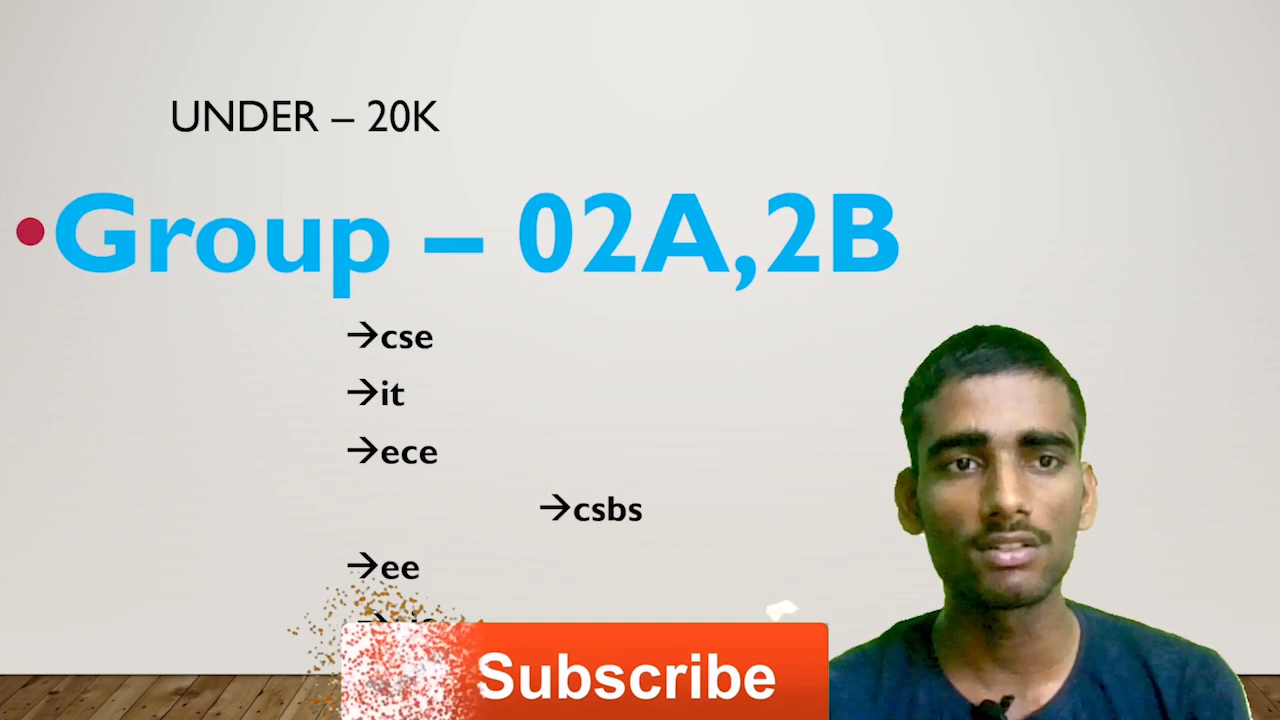 UNDER – 20K
•Group – 02A,2B
→cse
→it
→ece
→csbs
→ee
Subscribe